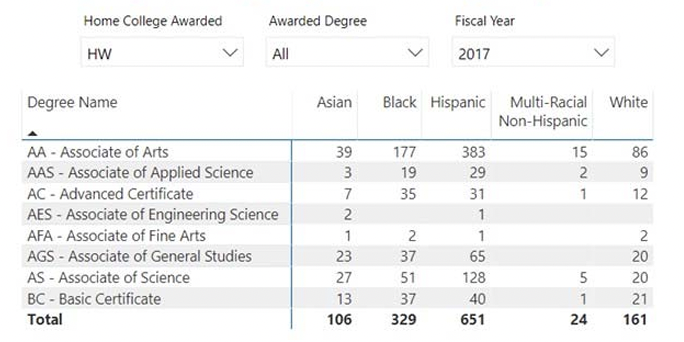 Home College Awarded Awarded Degree Fiscal Year
HW All 2017
Degree Name Asian Black Hispanic Multi-Racial Non-Hispanic White
AA - Associate of Arts 39 177 383 15 86
AAS - Associate of Applied Science 3 19 29 2 9
AC - Advanced Certificate 7 35 31 1 12
AES - Associate of Engineering Science 2 1
AFA - Associate of Fine Arts 1 2 1 2
AGS - Associate of General Studies 23 37 65 20
AS - Associate of Science 27 51 128 5 20
BC - Basic Certificate 13 37 40 1 21
Total 106 329 651 24 161